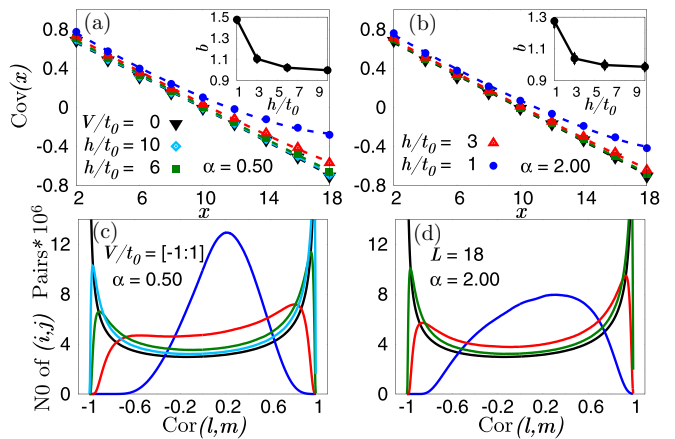 (a)
0.8
0.4
0
-0.4
-0.8
Cov(x)
2 6 10 14 18
x
V/t0 = 0
h/t0 = 10
h/t0 = 6
α = 0.50
b
1.5
1.3
1.1
0.9
1 3 5 7 9
h/t0
(b)
2 6 10 14 18
x
h/t0 = 3
h/t0 = 1
α = 2.00
b
1.3
1.2
1.1
1
0.9
1 3 5 7 9
h/t0
(c)
V/t0 = [-1:1]
α = 0.50
N0 of (i,j) Pairs* 10^6
12
8
4
0
-1 -0.6 -0.2 0.2 0.6 1
Cor(l,m)
(d)
L = 18
α = 2.00
12
8
4
0
-1 -0.6 -0.2 0.2 0.6 1
Cor(l,m)